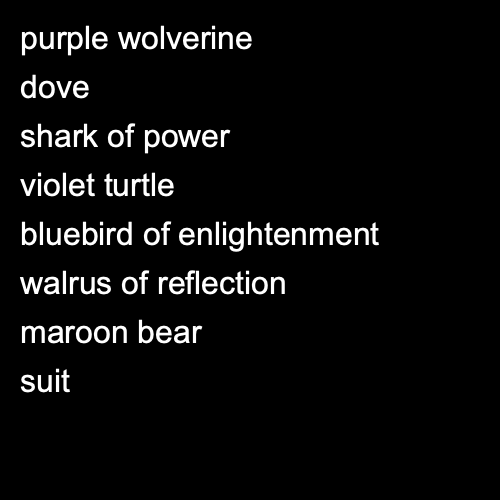 purple wolverine
dove
shark of power
violet turtle
bluebird of enlightenment
walrus of reflection
maroon bear
suit